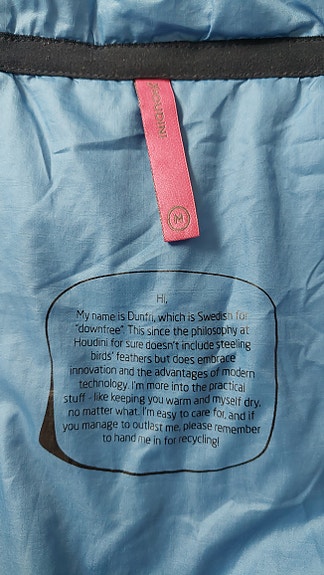 HOUDINI
M
Hi,
My name is Dunfri, which is Swedish for
"downfree". This since the philosophy at
Houdini for sure doesn't include steeling
birds' feathers but does embrace
innovation and the advantages of modern
technology. I'm more into the practical
stuff - like keeping you warm and myself dry,
no matter what. I'm easy to care for, and if
you manage to outlast me, please remember
to hand me in for recycling!